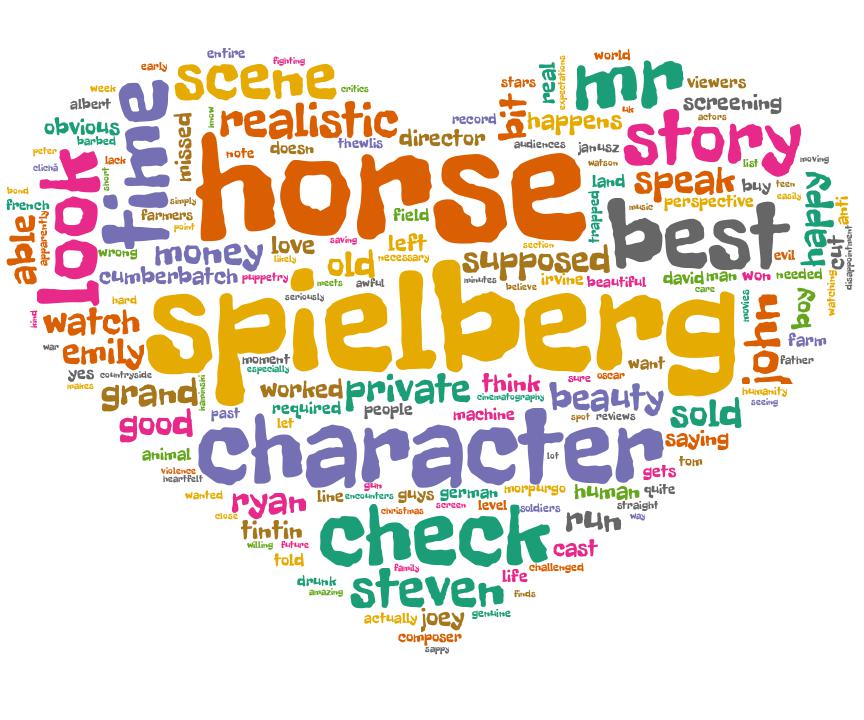 entire
early
fighting
world
week
scene
critics
stars
real
expectations
mr
viewers
albert
time
know
screening
obvious
barbed
missed
realistic
record
bit
happens
uk
actors
peter
lack
doesn
thewlis
director
audiences
janusz
story
note
watson
list
moving
clichã
short
look
horse
land
speak
buy
teen
bond
simply
perspective
easily
french
farmers
field
trapped
music
happy
anti
able
apparently
point
saving
best
cut
wrong
money
love
left
section
evil
disappointment
likely
necessary
supposed
cumberbatch
puppetry
old
minutes
irvine
beautiful
david
man
won
needed
meets
awful
believe
care
watching
hard
seriously
movies
boy
kind
watch
spielberg
john
war
emily
farm
moment
especially
want
father
yes
countryside
sure
oscar
makes
grand
kaminski
worked
private
think
cinematography
beauty
humanity
seeing
good
past
required
people
machine
spot
reviews
sold
let
character
saying
animal
lot
tom
violence
heartfelt
gets
gun
wanted
ryan
line
encounters
guys
german
morpurgo
human
quite
close
christmas
screen
level
soldiers
straight
tintin
check
run
way
willing
future
cast
told
family
challenged
drunk
steven
life
amazing
finds
actually
joey
genuine
composer
sappy